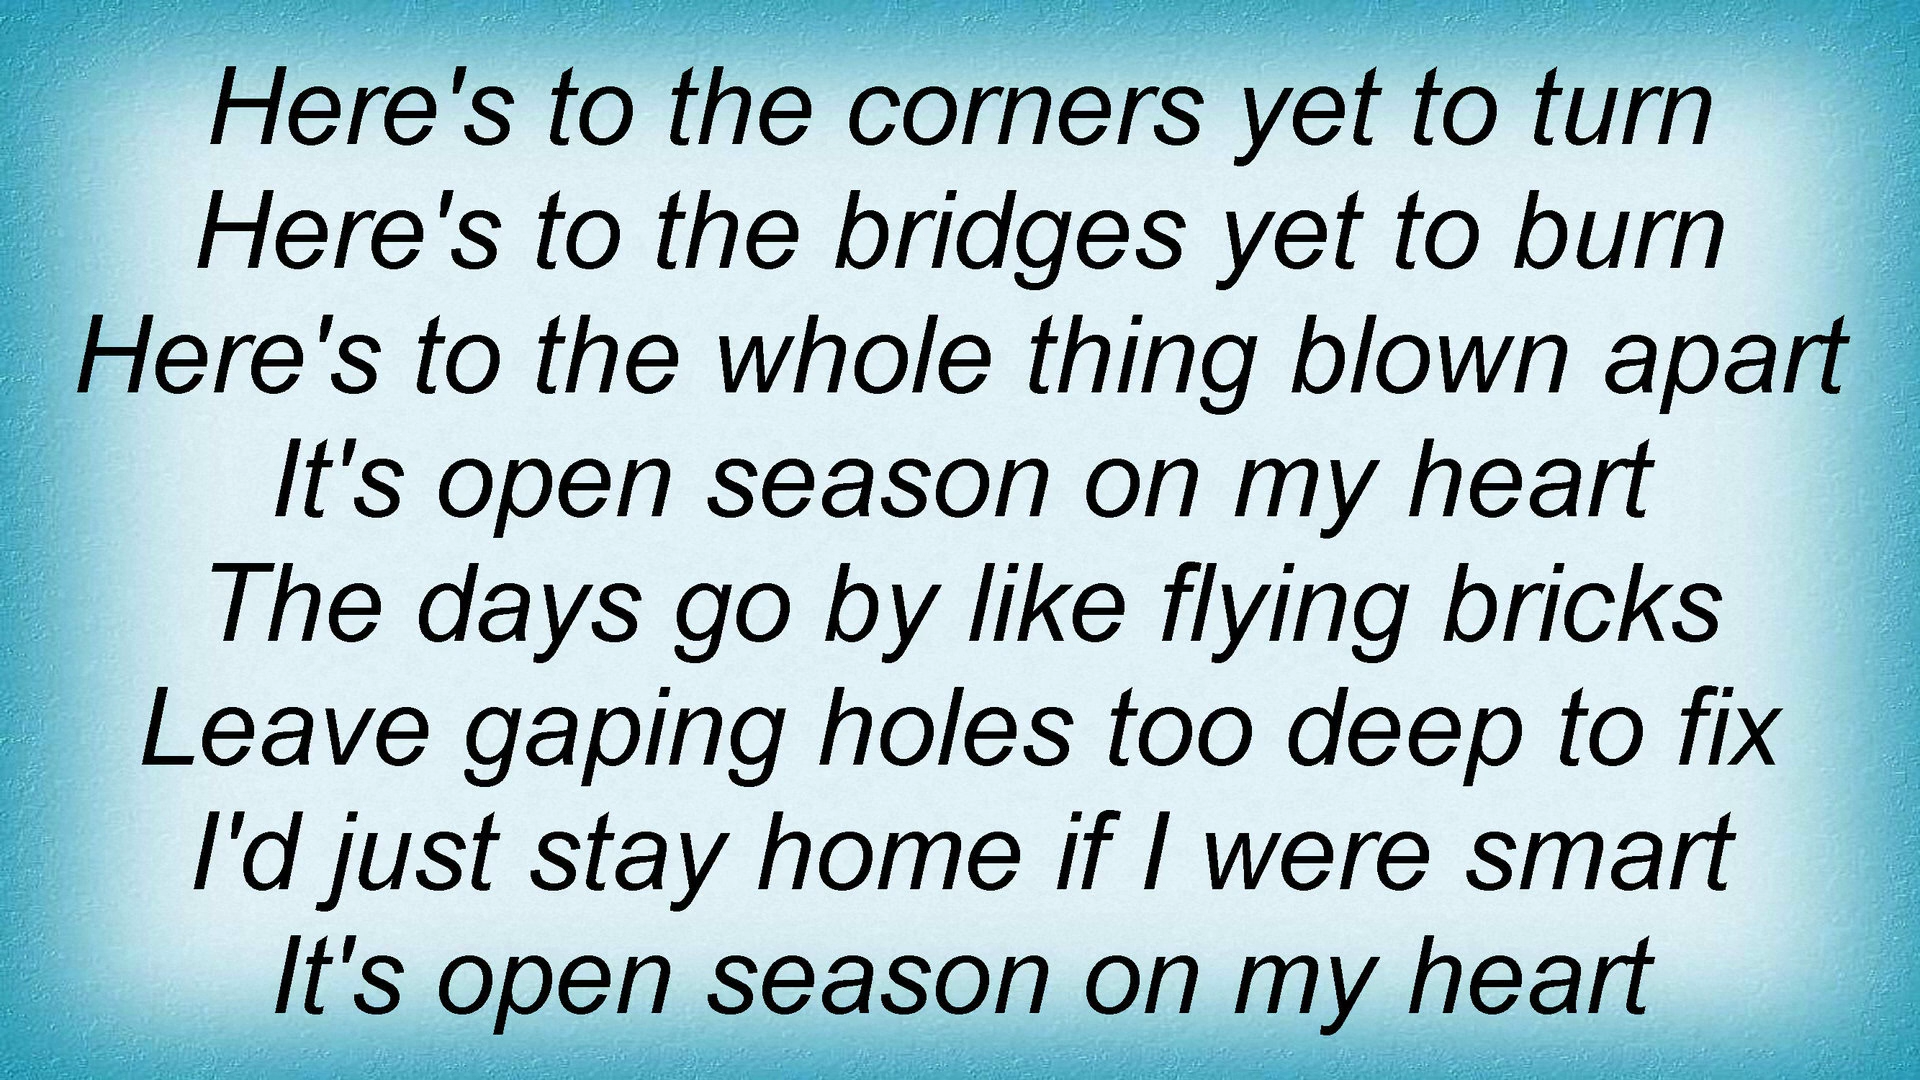 Here's to the corners yet to turn
Here's to the bridges yet to burn
Here's to the whole thing blown apart
It's open season on my heart
The days go by like flying bricks
Leave gaping holes too deep to fix
I'd just stay home if I were smart
It's open season on my heart